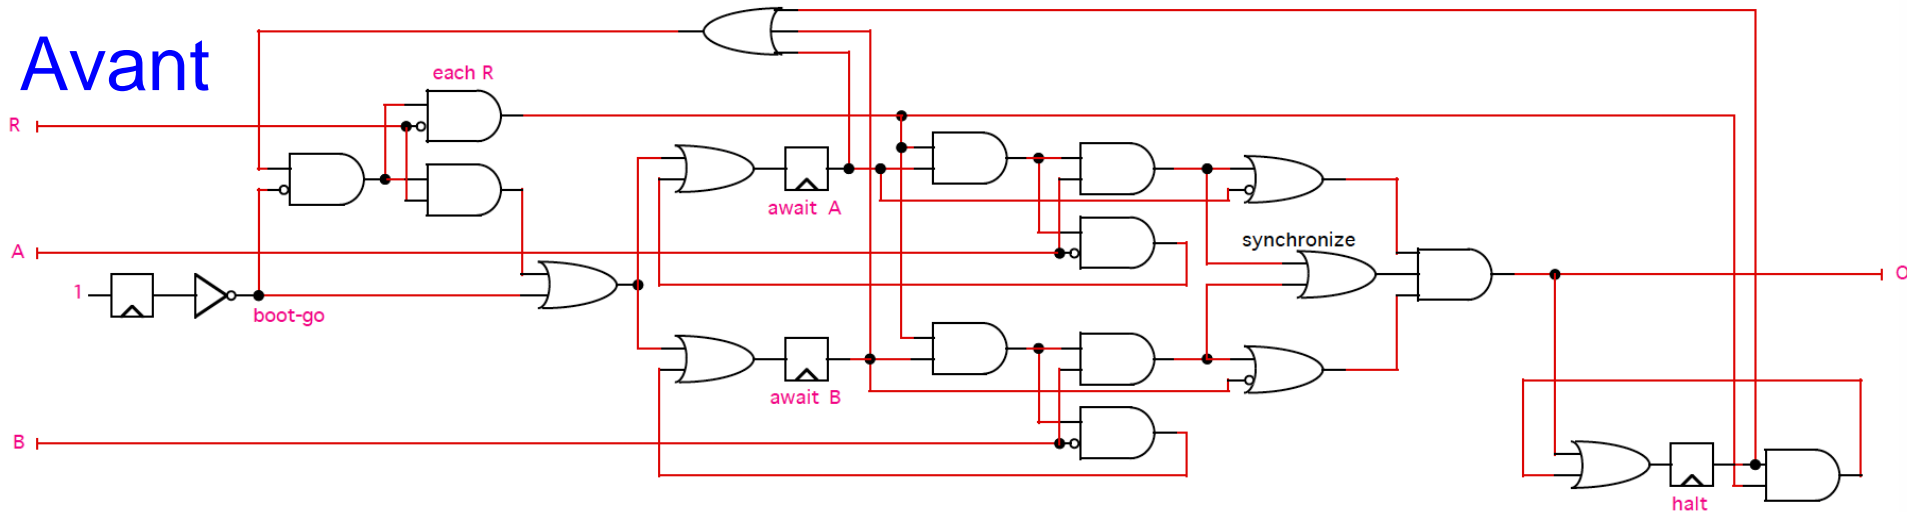 Avant
each R
R
await A
A
synchronize
O
1
boot-go
await B
B
halt